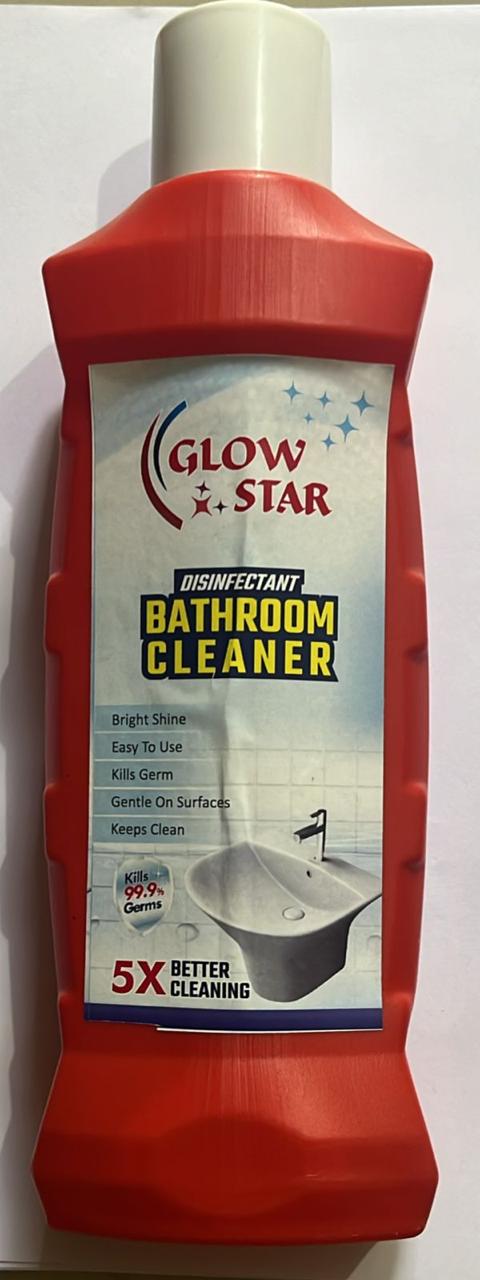 GLOW
STAR
DISINFECTANT
BATHROOM
CLEANER
Bright Shine
Easy To Use
Kills Germ
Gentle On Surfaces
Keeps Clean
Kills
99.9%
Germs
5X BETTER
CLEANING